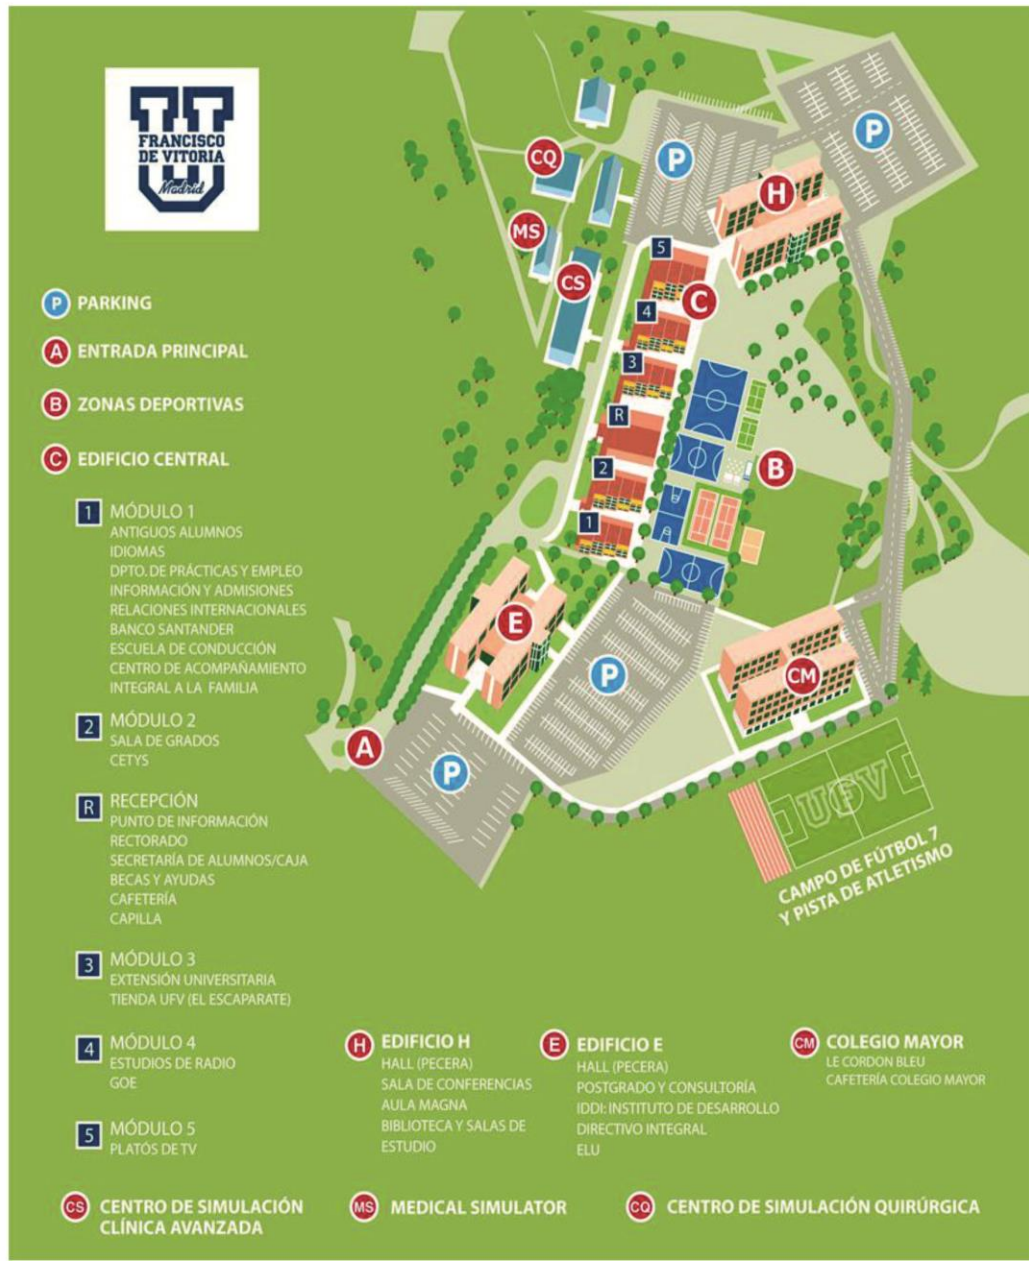 FRANCISCO
DE VITORIA
Madrid
P PARKING
A ENTRADA PRINCIPAL
B ZONAS DEPORTIVAS
C EDIFICIO CENTRAL
1 MÓDULO 1
ANTIGUOS ALUMNOS
IDIOMAS
DPTO. DE PRÁCTICAS Y EMPLEO
INFORMACIÓN Y ADMISIONES
RELACIONES INTERNACIONALES
BANCO SANTANDER
ESCUELA DE CONDUCCIÓN
CENTRO DE ACOMPAÑAMIENTO
INTEGRAL A LA FAMILIA
2 MÓDULO 2
SALA DE GRADOS
CETYS
R RECEPCIÓN
PUNTO DE INFORMACIÓN
RECTORADO
SECRETARÍA DE ALUMNOS/CAJA
BECAS Y AYUDAS
CAFETERÍA
CAPILLA
3 MÓDULO 3
EXTENSIÓN UNIVERSITARIA
TIENDA UFV (EL ESCAPARATE)
4 MÓDULO 4
ESTUDIOS DE RADIO
GOE
5 MÓDULO 5
PLATÓS DE TV
P
P
CQ
H
MS
5
CS
C
4
3
R
2
B
1
E
P
CM
A
P
UFV
CAMPO DE FÚTBOL 7
Y PISTA DE ATLETISMO
H EDIFICIO H
HALL (PECERA)
SALA DE CONFERENCIAS
AULA MAGNA
BIBLIOTECA Y SALAS DE
ESTUDIO
E EDIFICIO E
HALL (PECERA)
POSTGRADO Y CONSULTORÍA
IDDI: INSTITUTO DE DESARROLLO
DIRECTIVO INTEGRAL
ELU
CM COLEGIO MAYOR
LE CORDON BLEU
CAFETERÍA COLEGIO MAYOR
CS CENTRO DE SIMULACIÓN
CLÍNICA AVANZADA
MS MEDICAL SIMULATOR
CQ CENTRO DE SIMULACIÓN QUIRÚRGICA